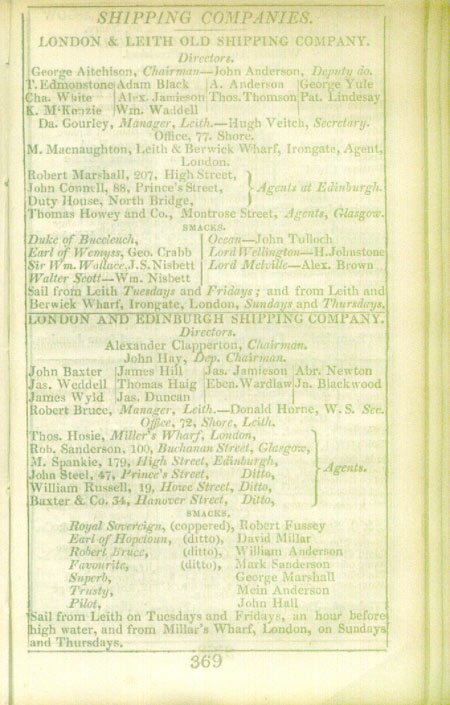 SHIPPING COMPANIES.
LONDON & LEITH OLD SHIPPING COMPANY.
Directors.
George Aitchison, Chairman—John Anderson, Deputy do.
T. Edmonstone Adam Black A. Anderson George Yule
Cha. White Alex. Jamieson Thos. Thomson Pat. Lindesay
K. M'Kenzie Wm. Waddell
Da. Gourley, Manager, Leith.—Hugh Veitch, Secretary.
Office, 77. Shore.
M. Macnaughton, Leith & Berwick Wharf, Irongate, Agent,
London.
Robert Marshall, 207, High Street,
John Connell, 88, Prince's Street, Agents at Edinburgh.
Duty House, North Bridge,
Thomas Howey and Co., Montrose Street, Agents, Glasgow.
SMACKS.
Duke of Buccleuch, Ocean—John Tulloch
Earl of Wemyss, Geo. Crabb Lord Wellington—H. Johnstone
Sir Wm. Wallace, J. S. Nisbett Lord Melville—Alex. Brown
Walter Scott—Wm. Nisbett
Sail from Leith Tuesdays and Fridays; and from Leith and
Berwick Wharf, Irongate, London, Sundays and Thursdays.
LONDON AND EDINBURGH SHIPPING COMPANY.
Directors.
Alexander Clapperton, Chairman.
John Hay, Dep. Chairman.
John Baxter James Hill Jas. Jamieson Abr. Newton
Jas. Weddell Thomas Haig Eben. Wardlaw Jn. Blackwood
James Wyld Jas. Duncan
Robert Bruce, Manager, Leith.—Donald Horne, W. S. Sec.
Office, 72, Shore, Leith.
Thos. Hosie, Miller's Wharf, London,
Rob. Sanderson, 100, Buchanan Street, Glasgow,
M. Spankie, 179, High Street, Edinburgh,
John Steel, 47, Prince's Street, Ditto, Agents.
William Russell, 19, Howe Street, Ditto,
Baxter & Co. 34, Hanover Street, Ditto,
SMACKS.
Royal Sovereign, (coppered), Robert Fussey
Earl of Hopetoun, (ditto), David Millar
Robert Bruce, (ditto), William Anderson
Favourite, (ditto), Mark Sanderson
Superb, George Marshall
Trusty, Mein Anderson
Pilot, John Hall
Sail from Leith on Tuesdays and Fridays, an hour before
high water, and from Millar's Wharf, London, on Sundays
and Thursdays.
369